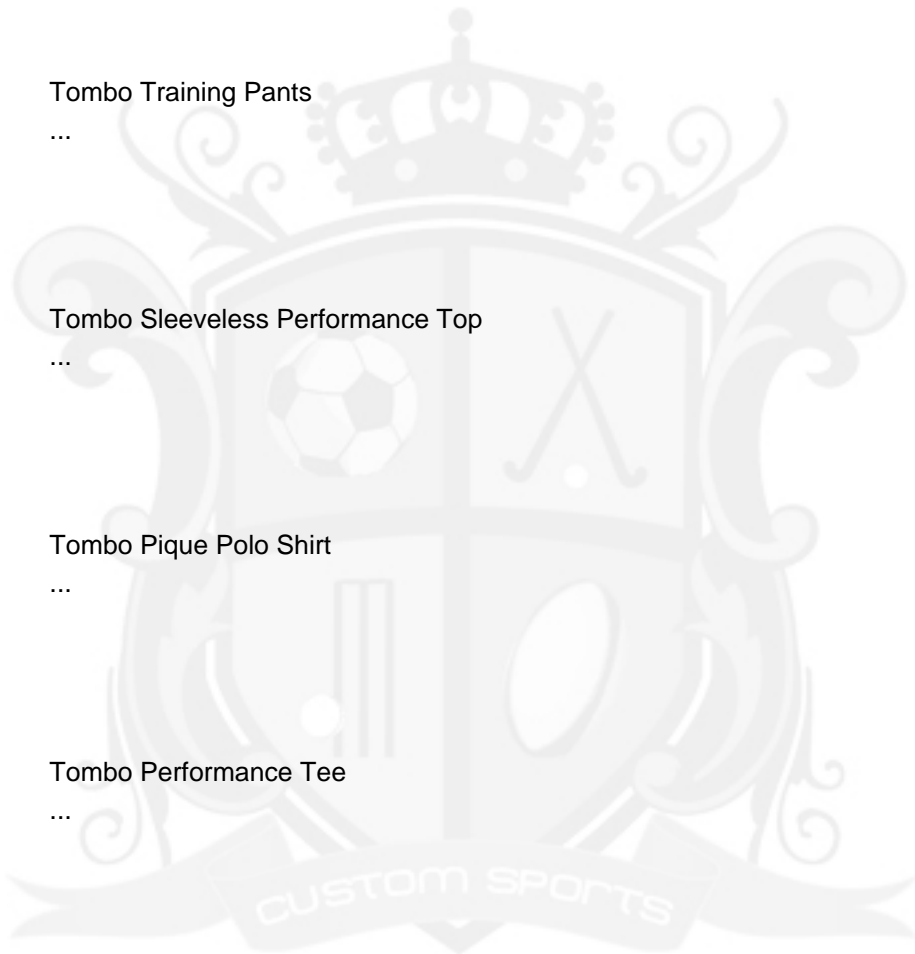 Tombo Training Pants
...
Tombo Sleeveless Performance Top
...
Tombo Pique Polo Shirt
...
Tombo Performance Tee
...
CUSTOM SPORTS